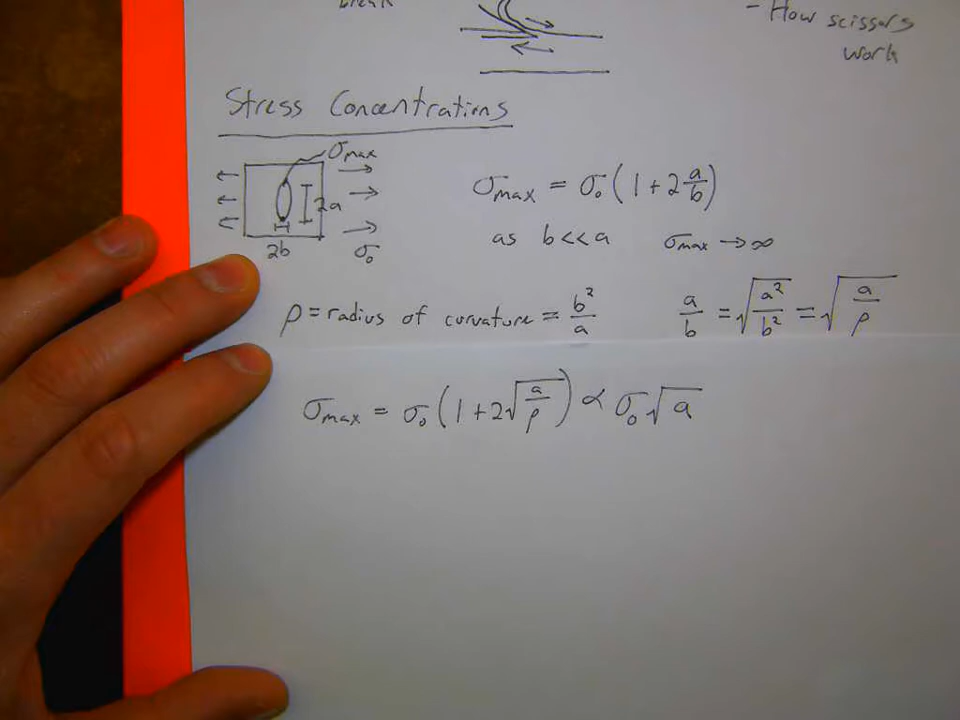 break
- How scissors
work
Stress Concentrations
σmax
2a
2b
σ₀
σmax = σ₀ (1 + 2 a/b)
as b << a σmax → ∞
ρ = radius of curvature = b²/a
a/b = √(a²/b²) = √(a/ρ)
σmax = σ₀ (1 + 2√(a/ρ)) ∝ σ₀ √a